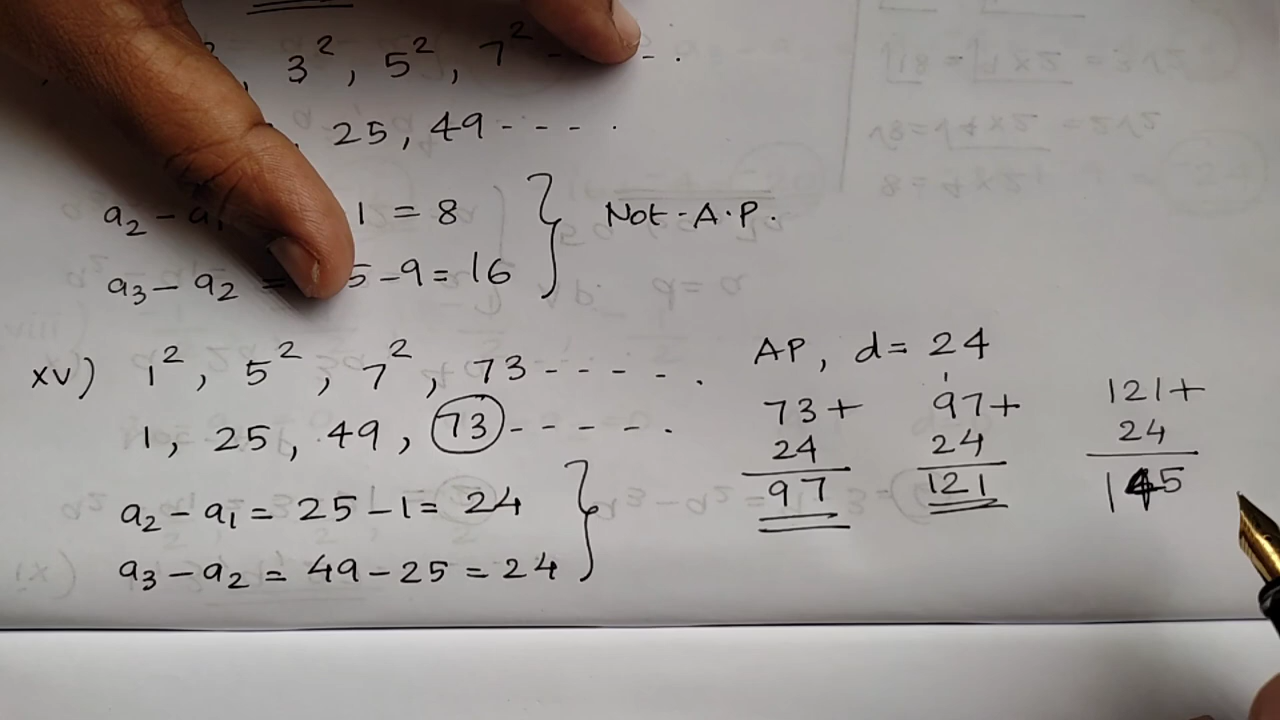 3², 5², 7² - - - .
25, 49 - - - - .
a₂ - a₁ 1 = 8
a₃ - a₂ = 5 - 9 = 16
Not - A.P.
xv) 1², 5², 7², 73 - - - - - .
1, 25, 49, 73 - - - - - .
a₂ - a₁ = 25 - 1 = 24
a₃ - a₂ = 49 - 25 = 24
AP, d = 24
73 +
24
97
1
97 +
24
121
121 +
24
145